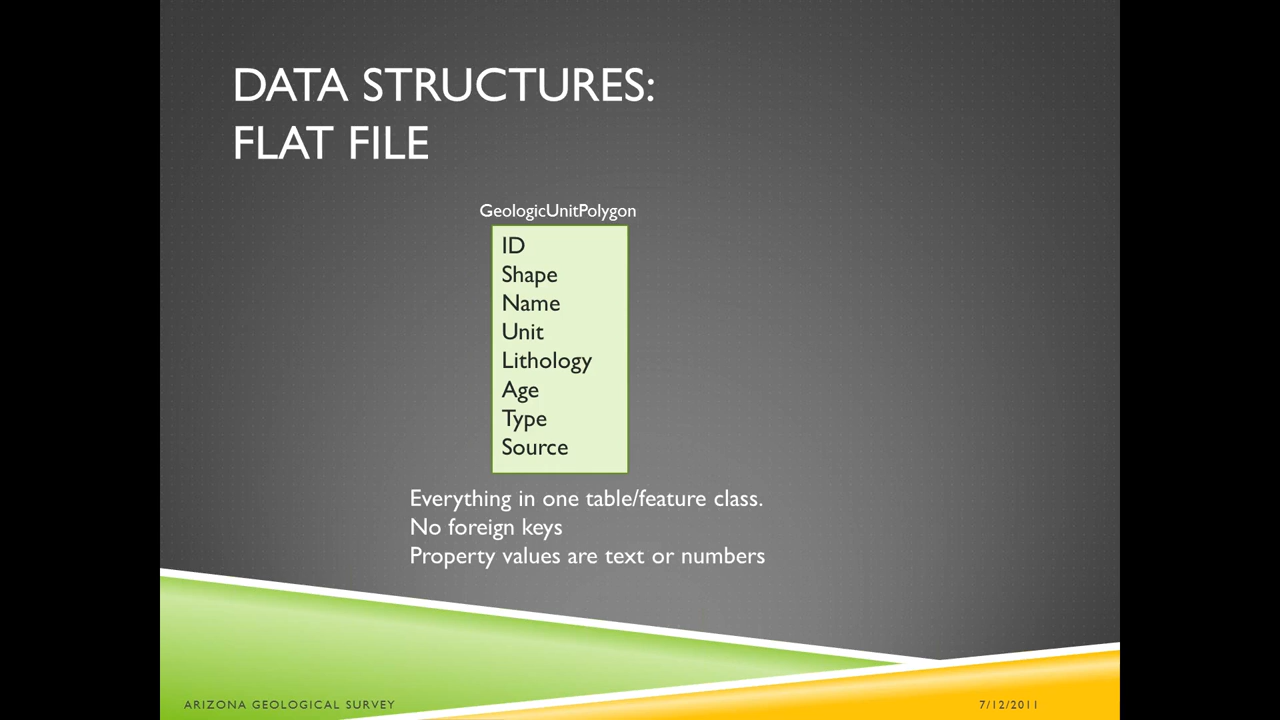 DATA STRUCTURES:
FLAT FILE
GeologicUnitPolygon
ID
Shape
Name
Unit
Lithology
Age
Type
Source
Everything in one table/feature class.
No foreign keys
Property values are text or numbers
ARIZONA GEOLOGICAL SURVEY
7/12/2011